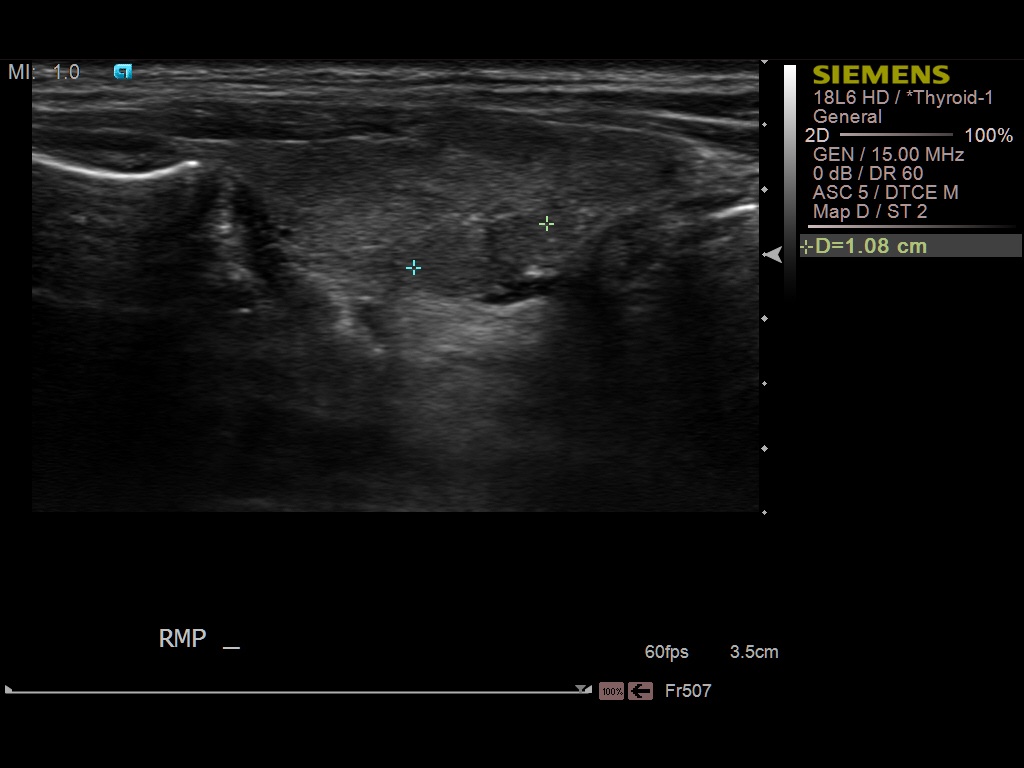 MI: 1.0
SIEMENS
18L6 HD / *Thyroid-1
General
2D 100%
GEN / 15.00 MHz
0 dB / DR 60
ASC 5 / DTCE M
Map D / ST 2
D=1.08 cm
RMP _
60fps 3.5cm
100% Fr507